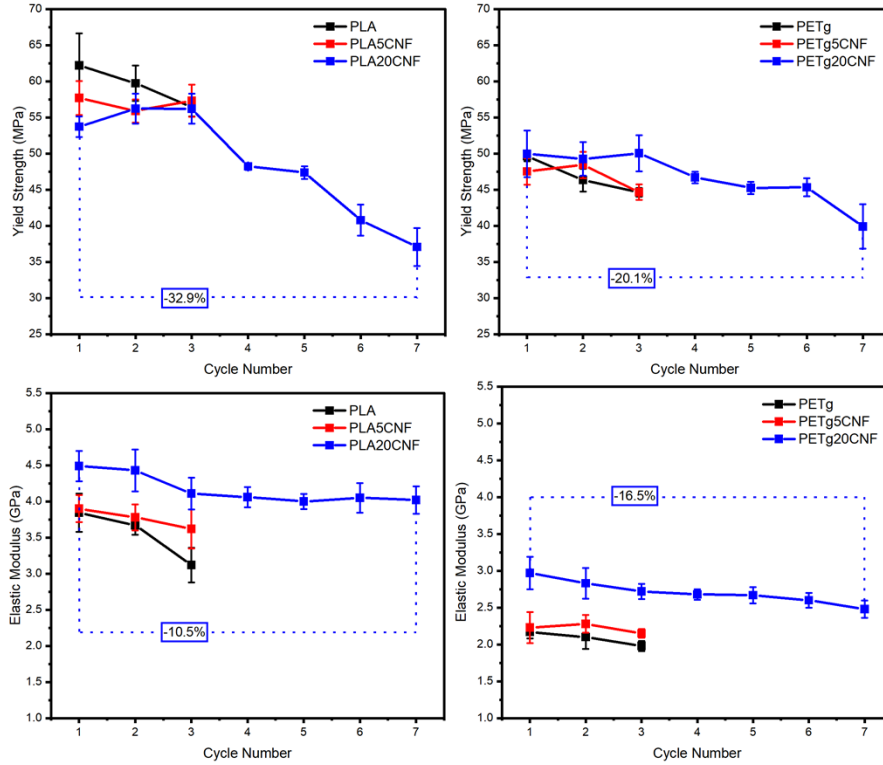 70
65
60
55
50
45
40
35
30
25
Yield Strength (MPa)
PLA
PLA5CNF
PLA20CNF
-32.9%
1 2 3 4 5 6 7
Cycle Number
70
65
60
55
50
45
40
35
30
25
Yield Strength (MPa)
PETg
PETg5CNF
PETg20CNF
-20.1%
1 2 3 4 5 6 7
Cycle Number
5.5
5.0
4.5
4.0
3.5
3.0
2.5
2.0
1.5
1.0
Elastic Modulus (GPa)
PLA
PLA5CNF
PLA20CNF
-10.5%
1 2 3 4 5 6 7
Cycle Number
5.5
5.0
4.5
4.0
3.5
3.0
2.5
2.0
1.5
1.0
Elastic Modulus (GPa)
PETg
PETg5CNF
PETg20CNF
-16.5%
1 2 3 4 5 6 7
Cycle Number